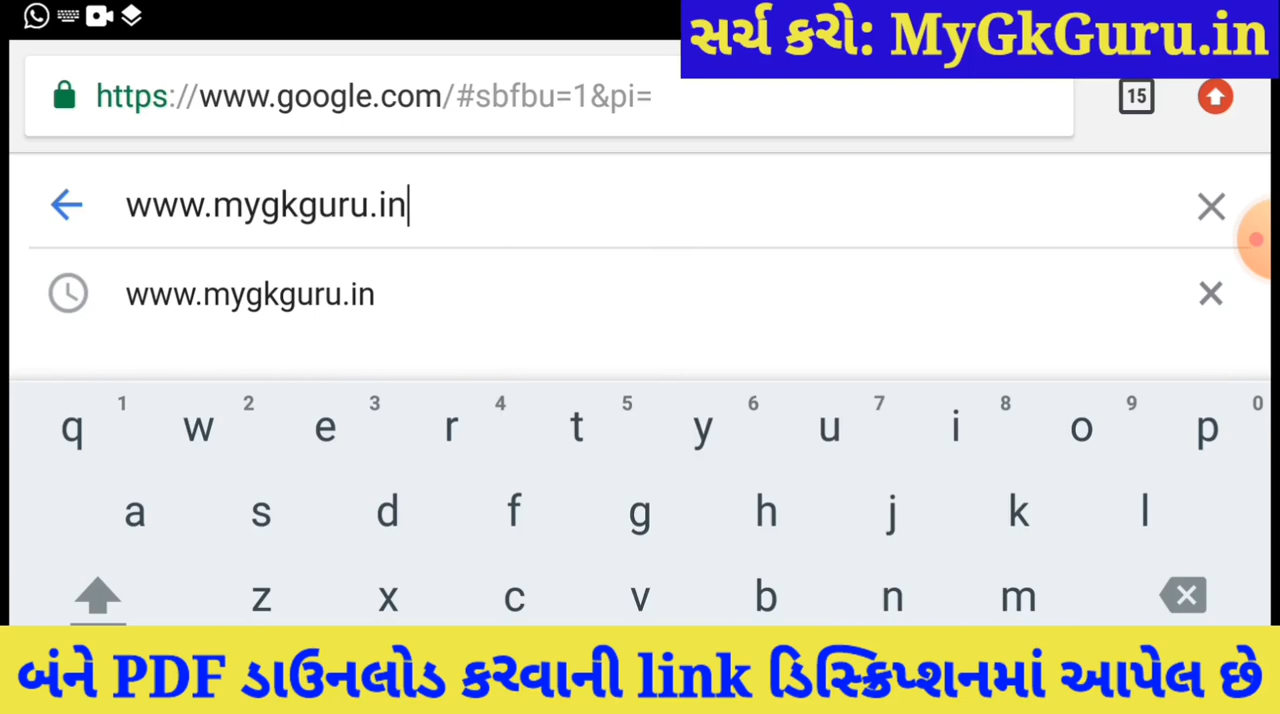 સર્ચ કરો: MyGkGuru.in
https://www.google.com/#sbfbu=1&pi=
15
www.mygkguru.in
www.mygkguru.in
1 2 3 4 5 6 7 8 9 0
q w e r t y u i o p
a s d f g h j k l
z x c v b n m
બંને PDF ડાઉનલોડ કરવાની link ડિસ્ક્રિપ્શનમાં આપેલ છે